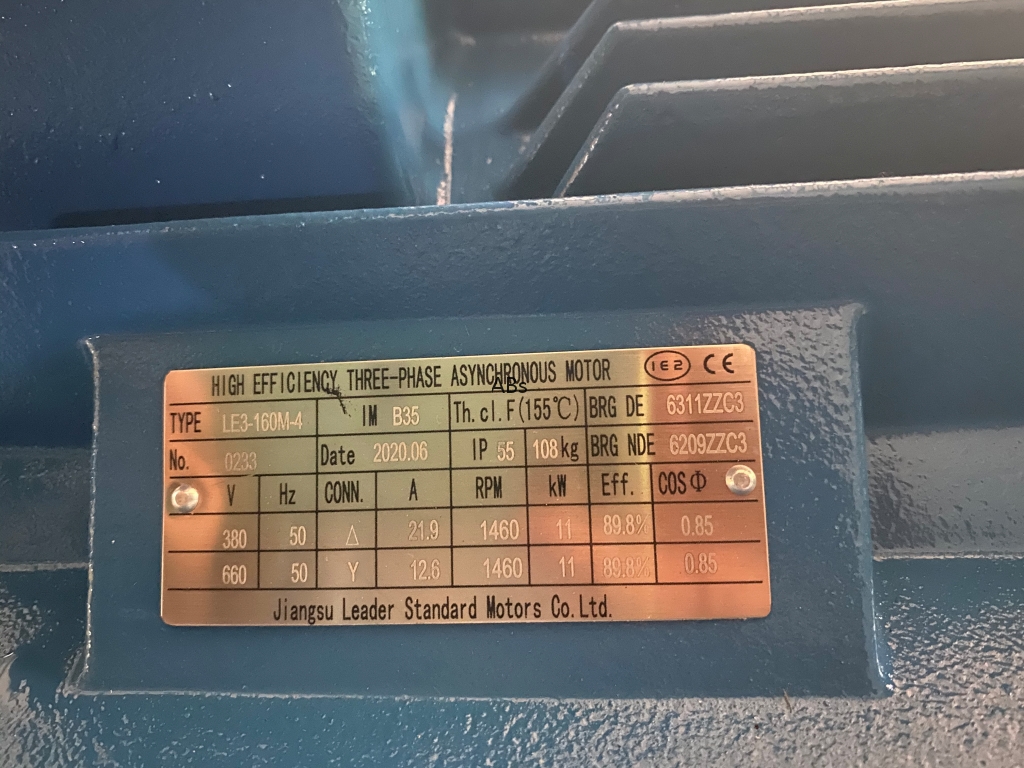 HIGH EFFICIENCY THREE-PHASE ASYNCHRONOUS MOTOR IE2 CE
ABs
TYPE LE3-160M-4 IM B35 Th.cl.F(155℃) BRG DE 6311ZZC3
No. 0233 Date 2020.06 IP 55 108kg BRG NDE 6209ZZC3
V Hz CONN. A RPM kW Eff. COSΦ
380 50 △ 21.9 1460 11 89.8% 0.85
660 50 Y 12.6 1460 11 89.8% 0.85
Jiangsu Leader Standard Motors Co.Ltd.